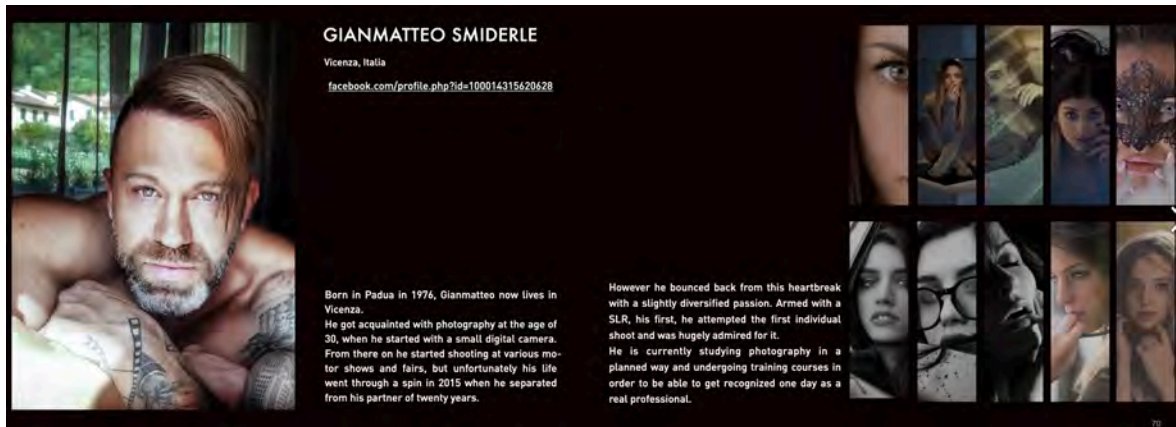 GIANMATTEO SMIDERLE
Vicenza, Italia
facebook.com/profile.php?id=100014315620628
Born in Padua in 1976, Gianmatteo now lives in
Vicenza.
He got acquainted with photography at the age of
30, when he started with a small digital camera.
From there on he started shooting at various mo-
tor shows and fairs, but unfortunately his life
went through a spin in 2015 when he separated
from his partner of twenty years.
However he bounced back from this heartbreak
with a slightly diversified passion. Armed with a
SLR, his first, he attempted the first individual
shoot and was hugely admired for it.
He is currently studying photography in a
planned way and undergoing training courses in
order to be able to get recognized one day as a
real professional.
70